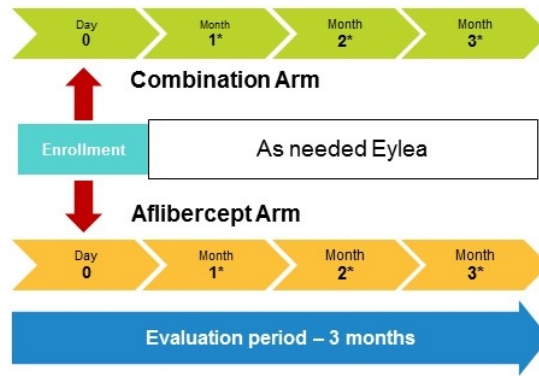 Day Month Month Month
0 1* 2* 3*
Combination Arm
Enrollment As needed Eylea
Aflibercept Arm
Day Month Month Month
0 1* 2* 3*
Evaluation period – 3 months